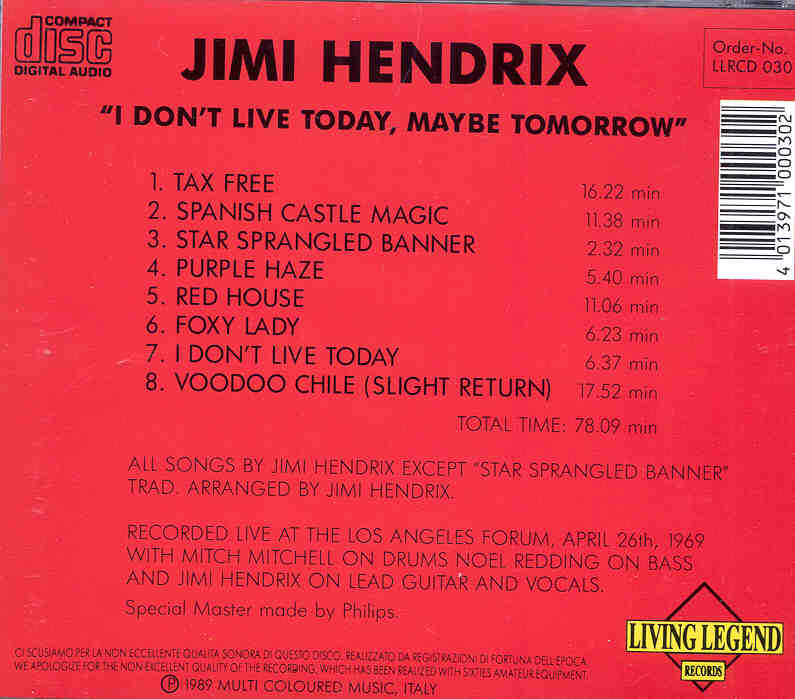 COMPACT
disc
DIGITAL AUDIO
JIMI HENDRIX
Order-No.
LLRCD 030
"I DON'T LIVE TODAY, MAYBE TOMORROW"
1. TAX FREE 16.22 min
2. SPANISH CASTLE MAGIC 11.38 min
3. STAR SPRANGLED BANNER 2.32 min
4. PURPLE HAZE 5.40 min
5. RED HOUSE 11.06 min
6. FOXY LADY 6.23 min
7. I DON'T LIVE TODAY 6.37 min
8. VOODOO CHILE (SLIGHT RETURN) 17.52 min
TOTAL TIME: 78.09 min
4 013971 000302
ALL SONGS BY JIMI HENDRIX EXCEPT "STAR SPRANGLED BANNER"
TRAD. ARRANGED BY JIMI HENDRIX.
RECORDED LIVE AT THE LOS ANGELES FORUM, APRIL 26th, 1969
WITH MITCH MITCHELL ON DRUMS NOEL REDDING ON BASS
AND JIMI HENDRIX ON LEAD GUITAR AND VOCALS.
Special Master made by Philips.
LIVING LEGEND
RECORDS
CI SCUSIAMO PER LA NON ECCELLENTE QUALITA SONORA DI QUESTO DISCO. REALIZZATO DA REGISTRAZIONI DI FORTUNA DELL'EPOCA.
WE APOLOGIZE FOR THE NON EXCELLENT QUALITY OF THE RECORDING, WHICH HAS BEEN REALIZED WITH SIXTIES AMATEUR EQUIPMENT.
℗ 1989 MULTI COLOURED MUSIC, ITALY